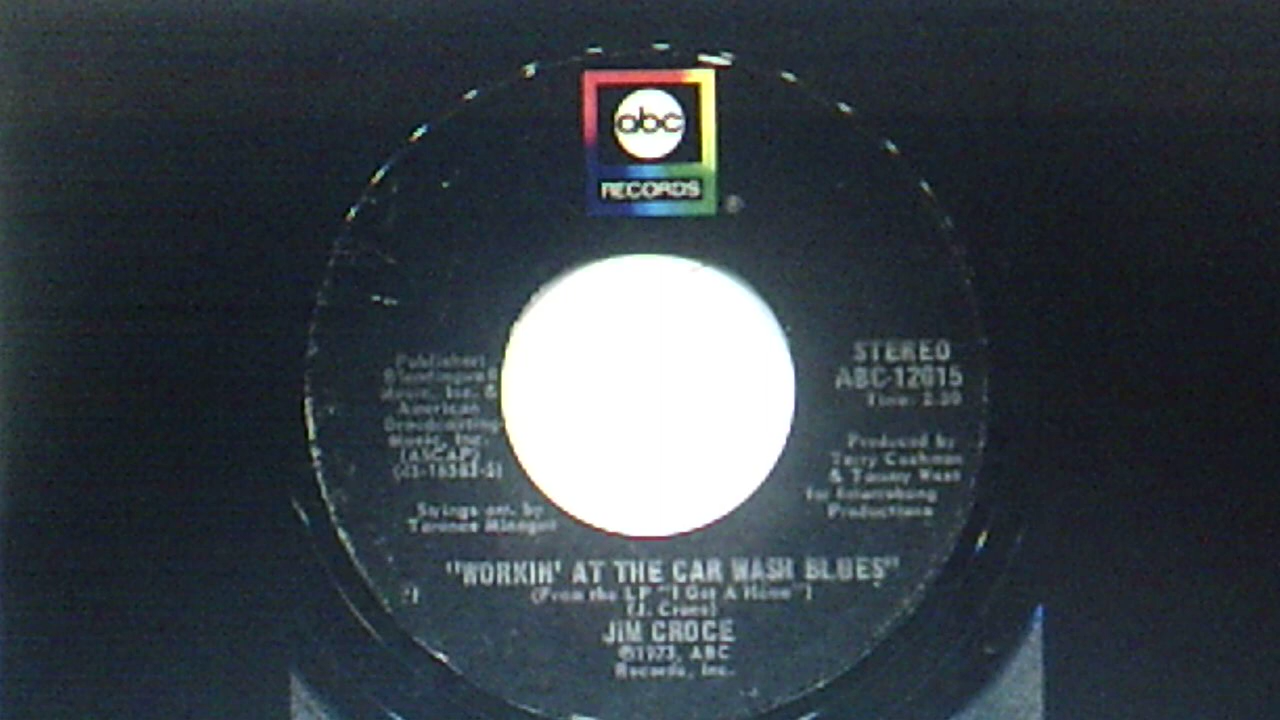 abc
RECORDS
®
Publisher:
Blendingwell
Music, Inc. &
American
Broadcasting
Music, Inc.
(ASCAP)
Strings arr. by
Terence Minogue
STEREO
ABC-12015
Time: 2:
Produced by
Terry Cashman
& Tommy West
for Interrobang
Productions
"WORKIN' AT THE CAR WASH BLUES"
(From the LP "I Got A Name")
(J. Croce)
JIM CROCE
℗1973, ABC
Records, Inc.